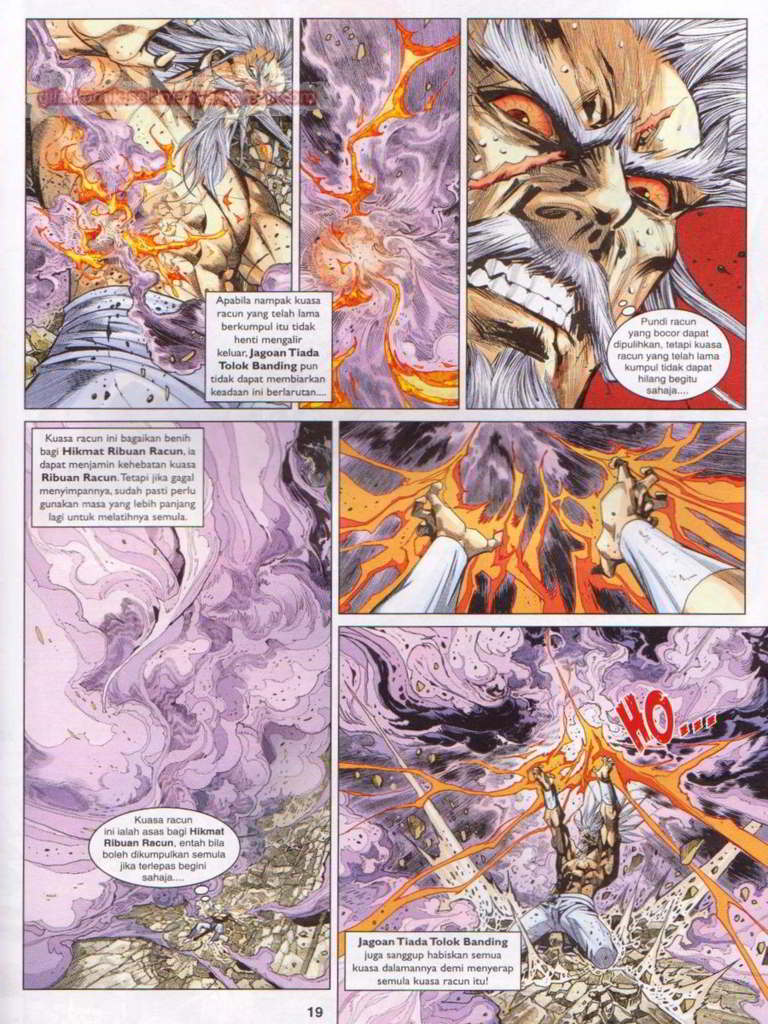 Apabila nampak kuasa
racun yang telah lama
berkumpul itu tidak
henti mengalir
keluar, Jagoan Tiada
Tolok Banding pun
tidak dapat membiarkan
keadaan ini berlarutan....
Pundi racun
yang bocor dapat
dipulihkan, tetapi kuasa
racun yang telah lama
kumpul tidak dapat
hilang begitu
sahaja....
Kuasa racun ini bagaikan benih
bagi Hikmat Ribuan Racun, ia
dapat menjamin kehebatan kuasa
Ribuan Racun. Tetapi jika gagal
menyimpannya, sudah pasti perlu
gunakan masa yang lebih panjang
lagi untuk melatihnya semula.
Kuasa racun
ini ialah asas bagi Hikmat
Ribuan Racun, entah bila
boleh dikumpulkan semula
jika terlepas begini
sahaja....
HO...
Jagoan Tiada Tolok Banding
juga sanggup habiskan semua
kuasa dalamannya demi menyerap
semula kuasa racun itu!
19